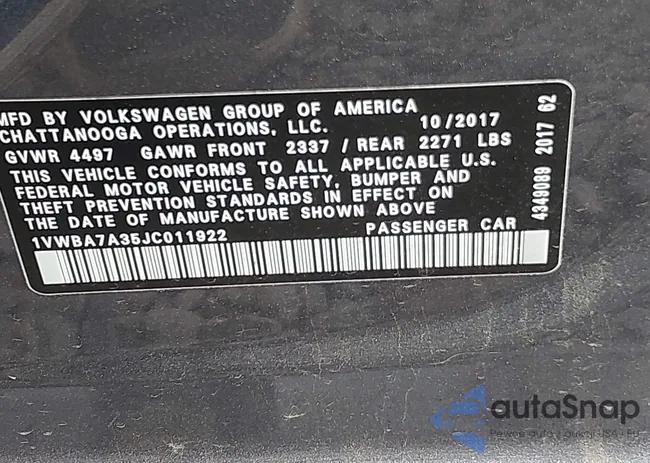 MFD BY VOLKSWAGEN GROUP OF AMERICA
CHATTANOOGA OPERATIONS, LLC. 10/2017
GVWR 4497 GAWR FRONT 2337 / REAR 2271 LBS
THIS VEHICLE CONFORMS TO ALL APPLICABLE U.S.
FEDERAL MOTOR VEHICLE SAFETY, BUMPER AND
THEFT PREVENTION STANDARDS IN EFFECT ON
THE DATE OF MANUFACTURE SHOWN ABOVE
1VWBA7A35JC011922 PASSENGER CAR
4349089 2017 62
autoSnap